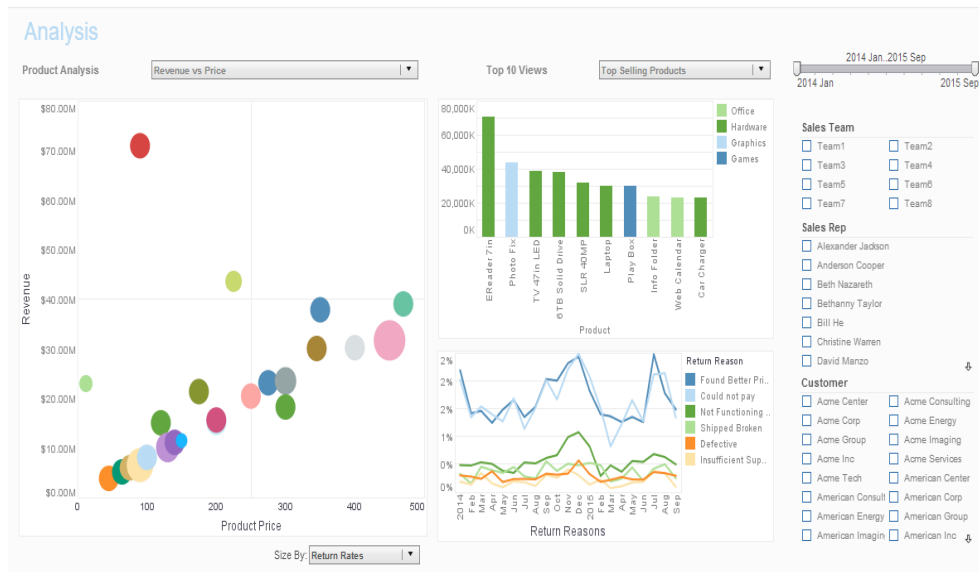 Analysis
Product Analysis
Revenue vs Price
Top 10 Views
Top Selling Products
2014 Jan..2015 Sep
2014 Jan
2015 Sep
$80.00M
$70.00M
$60.00M
$50.00M
$40.00M
$30.00M
$20.00M
$10.00M
$0.00M
Revenue
0
100
200
300
400
500
Product Price
Size By:
Return Rates
80,000K
60,000K
40,000K
20,000K
0K
EReader 7in
Photo Fix
TV 47in LED
6TB Solid Drive
SLR 40MP
Laptop
Play Box
Info Folder
Web Calendar
Car Charger
Product
Office
Hardware
Graphics
Games
2%
2%
2%
1%
0%
0%
2014
Feb
Mar
Apr
May
Jun
Jul
Aug
Sep
Oct
Nov
Dec
2015
Feb
Mar
Apr
May
Jun
Jul
Aug
Sep
Return Reasons
Return Reason
Found Better Pri..
Could not pay
Not Functioning ..
Shipped Broken
Defective
Insufficient Sup..
Sales Team
Team1
Team2
Team3
Team4
Team5
Team6
Team7
Team8
Sales Rep
Alexander Jackson
Anderson Cooper
Beth Nazareth
Bethanny Taylor
Bill He
Christine Warren
David Manzo
Customer
Acme Center
Acme Consulting
Acme Corp
Acme Energy
Acme Group
Acme Imaging
Acme Inc
Acme Services
Acme Tech
American Center
American Consult
American Corp
American Energy
American Group
American Imagin
American Inc